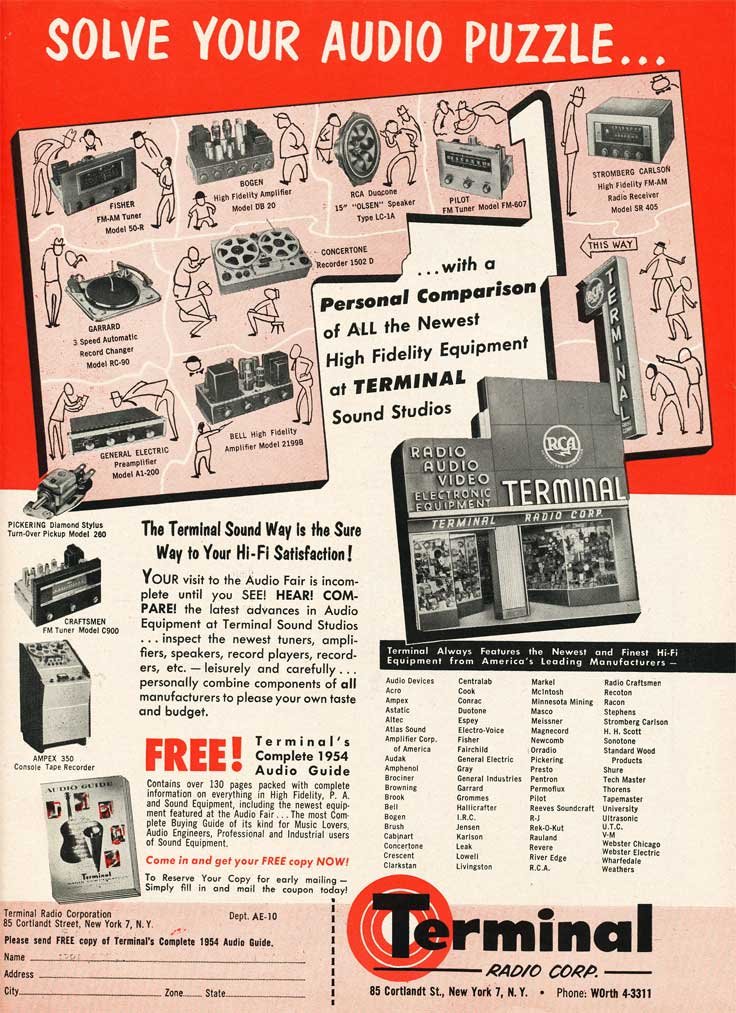 SOLVE YOUR AUDIO PUZZLE...
FISHER
FM-AM Tuner
Model 50-R
BOGEN
High Fidelity Amplifier
Model DB 20
RCA Duocone
15" "OLSEN" Speaker
Type LC-1A
PILOT
FM Tuner Model FM-607
STROMBERG CARLSON
High Fidelity FM-AM
Radio Receiver
Model SR 405
GARRARD
3 Speed Automatic
Record Changer
Model RC-90
CONCERTONE
Recorder 1502 D
THIS WAY
RCA
TERMINAL
GENERAL ELECTRIC
Preamplifier
Model A1-200
BELL High Fidelity
Amplifier Model 2199B
...with a
Personal Comparison
of ALL the Newest
High Fidelity Equipment
at TERMINAL
Sound Studios
RCA
RADIO
AUDIO
VIDEO
ELECTRONIC
EQUIPMENT
TERMINAL
TERMINAL RADIO CORP.
PICKERING Diamond Stylus
Turn-Over Pickup Model 260
CRAFTSMEN
FM Tuner Model C900
AMPEX 350
Console Tape Recorder
The Terminal Sound Way is the Sure
Way to Your Hi-Fi Satisfaction!
YOUR visit to the Audio Fair is incom-
plete until you SEE! HEAR! COM-
PARE! the latest advances in Audio
Equipment at Terminal Sound Studios
... inspect the newest tuners, ampli-
fiers, speakers, record players, record-
ers, etc. — leisurely and carefully ...
personally combine components of all
manufacturers to please your own taste
and budget.
FREE!
Terminal's
Complete 1954
Audio Guide
Contains over 130 pages packed with complete
information on everything in High Fidelity, P. A.
and Sound Equipment, including the newest equip-
ment featured at the Audio Fair ... The most Com-
plete Buying Guide of its kind for Music Lovers,
Audio Engineers, Professional and Industrial users
of Sound Equipment.
Come in and get your FREE copy NOW!
To Reserve Your Copy for early mailing —
Simply fill in and mail the coupon today!
AUDIO GUIDE
Terminal
Terminal Always Features the Newest and Finest Hi-Fi
Equipment from America's Leading Manufacturers —
Audio Devices
Acro
Ampex
Astatic
Altec
Atlas Sound
Amplifier Corp.
of America
Audak
Amphenol
Brociner
Browning
Brook
Bell
Bogen
Brush
Cabinart
Concertone
Crescent
Clarkstan
Centralab
Cook
Conrac
Duotone
Espey
Electro-Voice
Fisher
Fairchild
General Electric
Gray
General Industries
Garrard
Grommes
Hallicrafter
I.R.C.
Jensen
Karlson
Leak
Lowell
Livingston
Markel
McIntosh
Minnesota Mining
Masco
Meissner
Magnecord
Newcomb
Orradio
Pickering
Presto
Pentron
Permoflux
Pilot
Reeves Soundcraft
R-J
Rek-O-Kut
Rauland
Revere
River Edge
R.C.A.
Radio Craftsmen
Recoton
Racon
Stephens
Stromberg Carlson
H. H. Scott
Sonotone
Standard Wood
Products
Shure
Tech Master
Thorens
Tapemaster
University
Ultrasonic
U.T.C.
V-M
Webster Chicago
Webster Electric
Wharfedale
Weathers
Terminal Radio Corporation
85 Cortlandt Street, New York 7, N. Y.
Dept. AE-10
Please send FREE copy of Terminal's Complete 1954 Audio Guide.
Name
Address
City Zone State
Terminal
RADIO CORP.
85 Cortlandt St., New York 7, N. Y. • Phone: WOrth 4-3311